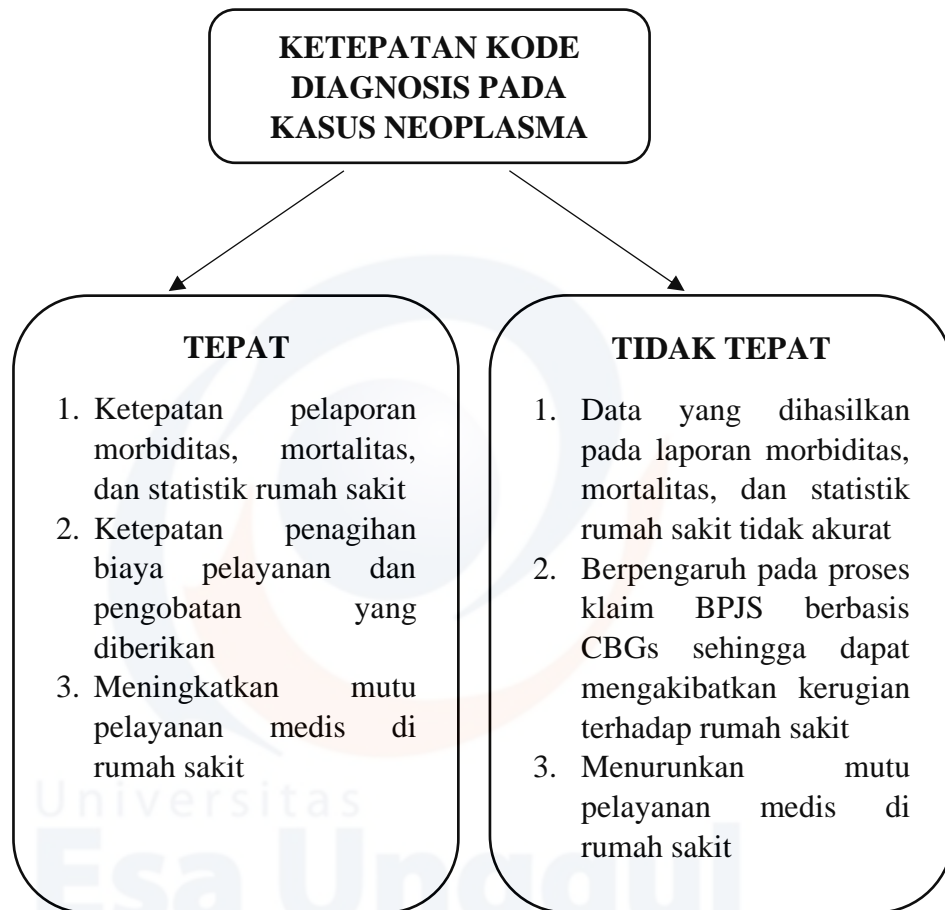 KETEPATAN KODE
DIAGNOSIS PADA
KASUS NEOPLASMA
TEPAT
1. Ketepatan pelaporan
morbiditas, mortalitas,
dan statistik rumah sakit
2. Ketepatan penagihan
biaya pelayanan dan
pengobatan yang
diberikan
3. Meningkatkan mutu
pelayanan medis di
rumah sakit
TIDAK TEPAT
1. Data yang dihasilkan
pada laporan morbiditas,
mortalitas, dan statistik
rumah sakit tidak akurat
2. Berpengaruh pada proses
klaim BPJS berbasis
CBGs sehingga dapat
mengakibatkan kerugian
terhadap rumah sakit
3. Menurunkan mutu
pelayanan medis di
rumah sakit
Universitas
Esa Unggul